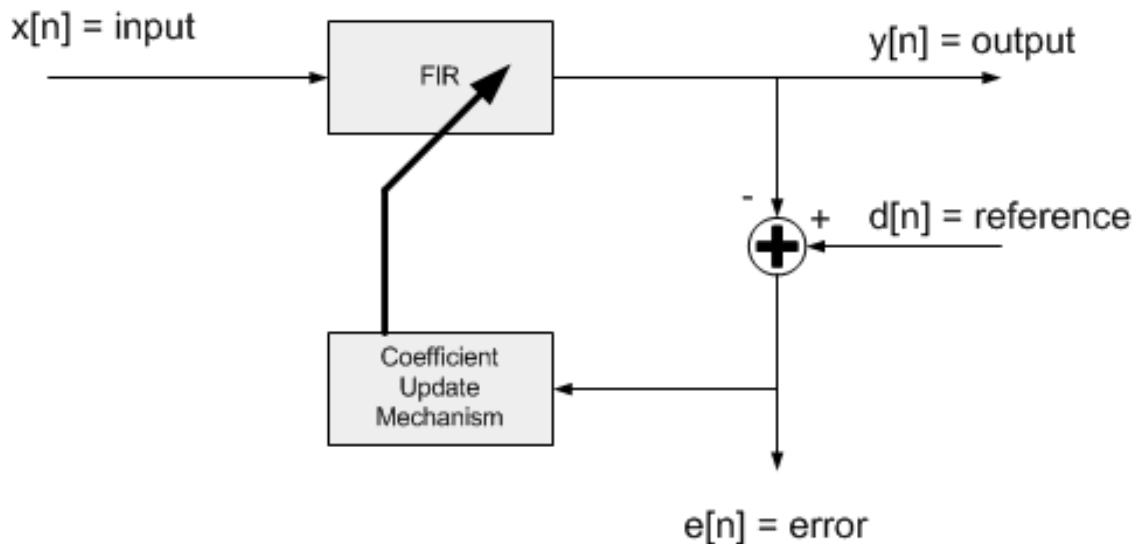 x[n] = input
y[n] = output
FIR
-
+
d[n] = reference
Coefficient
Update
Mechanism
e[n] = error